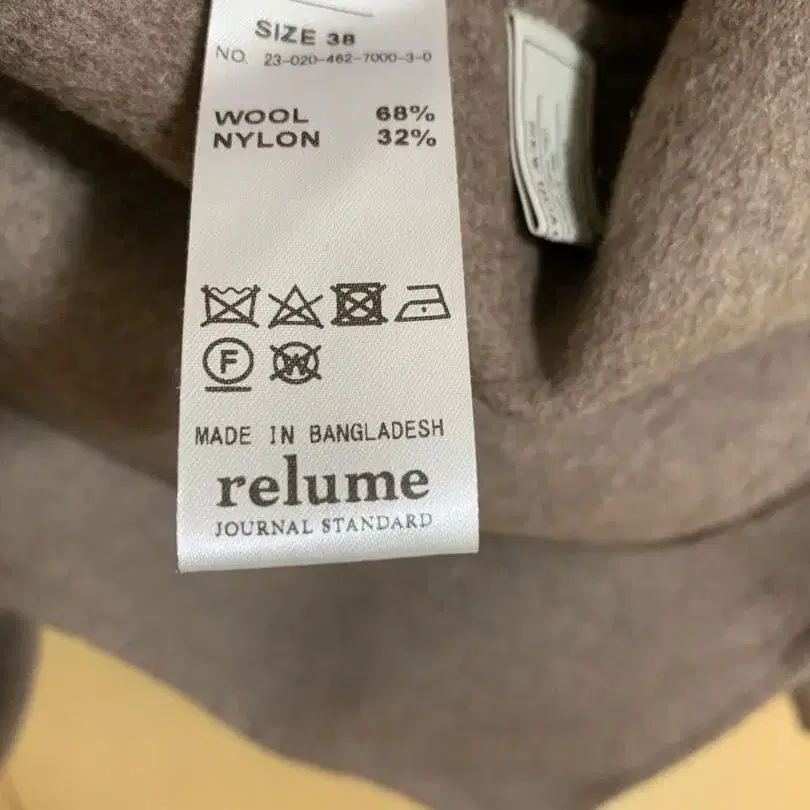 SIZE 38
NO. 23-020-462-7000-3-0
WOOL 68%
NYLON 32%
F W
MADE IN BANGLADESH
relume
JOURNAL STANDARD